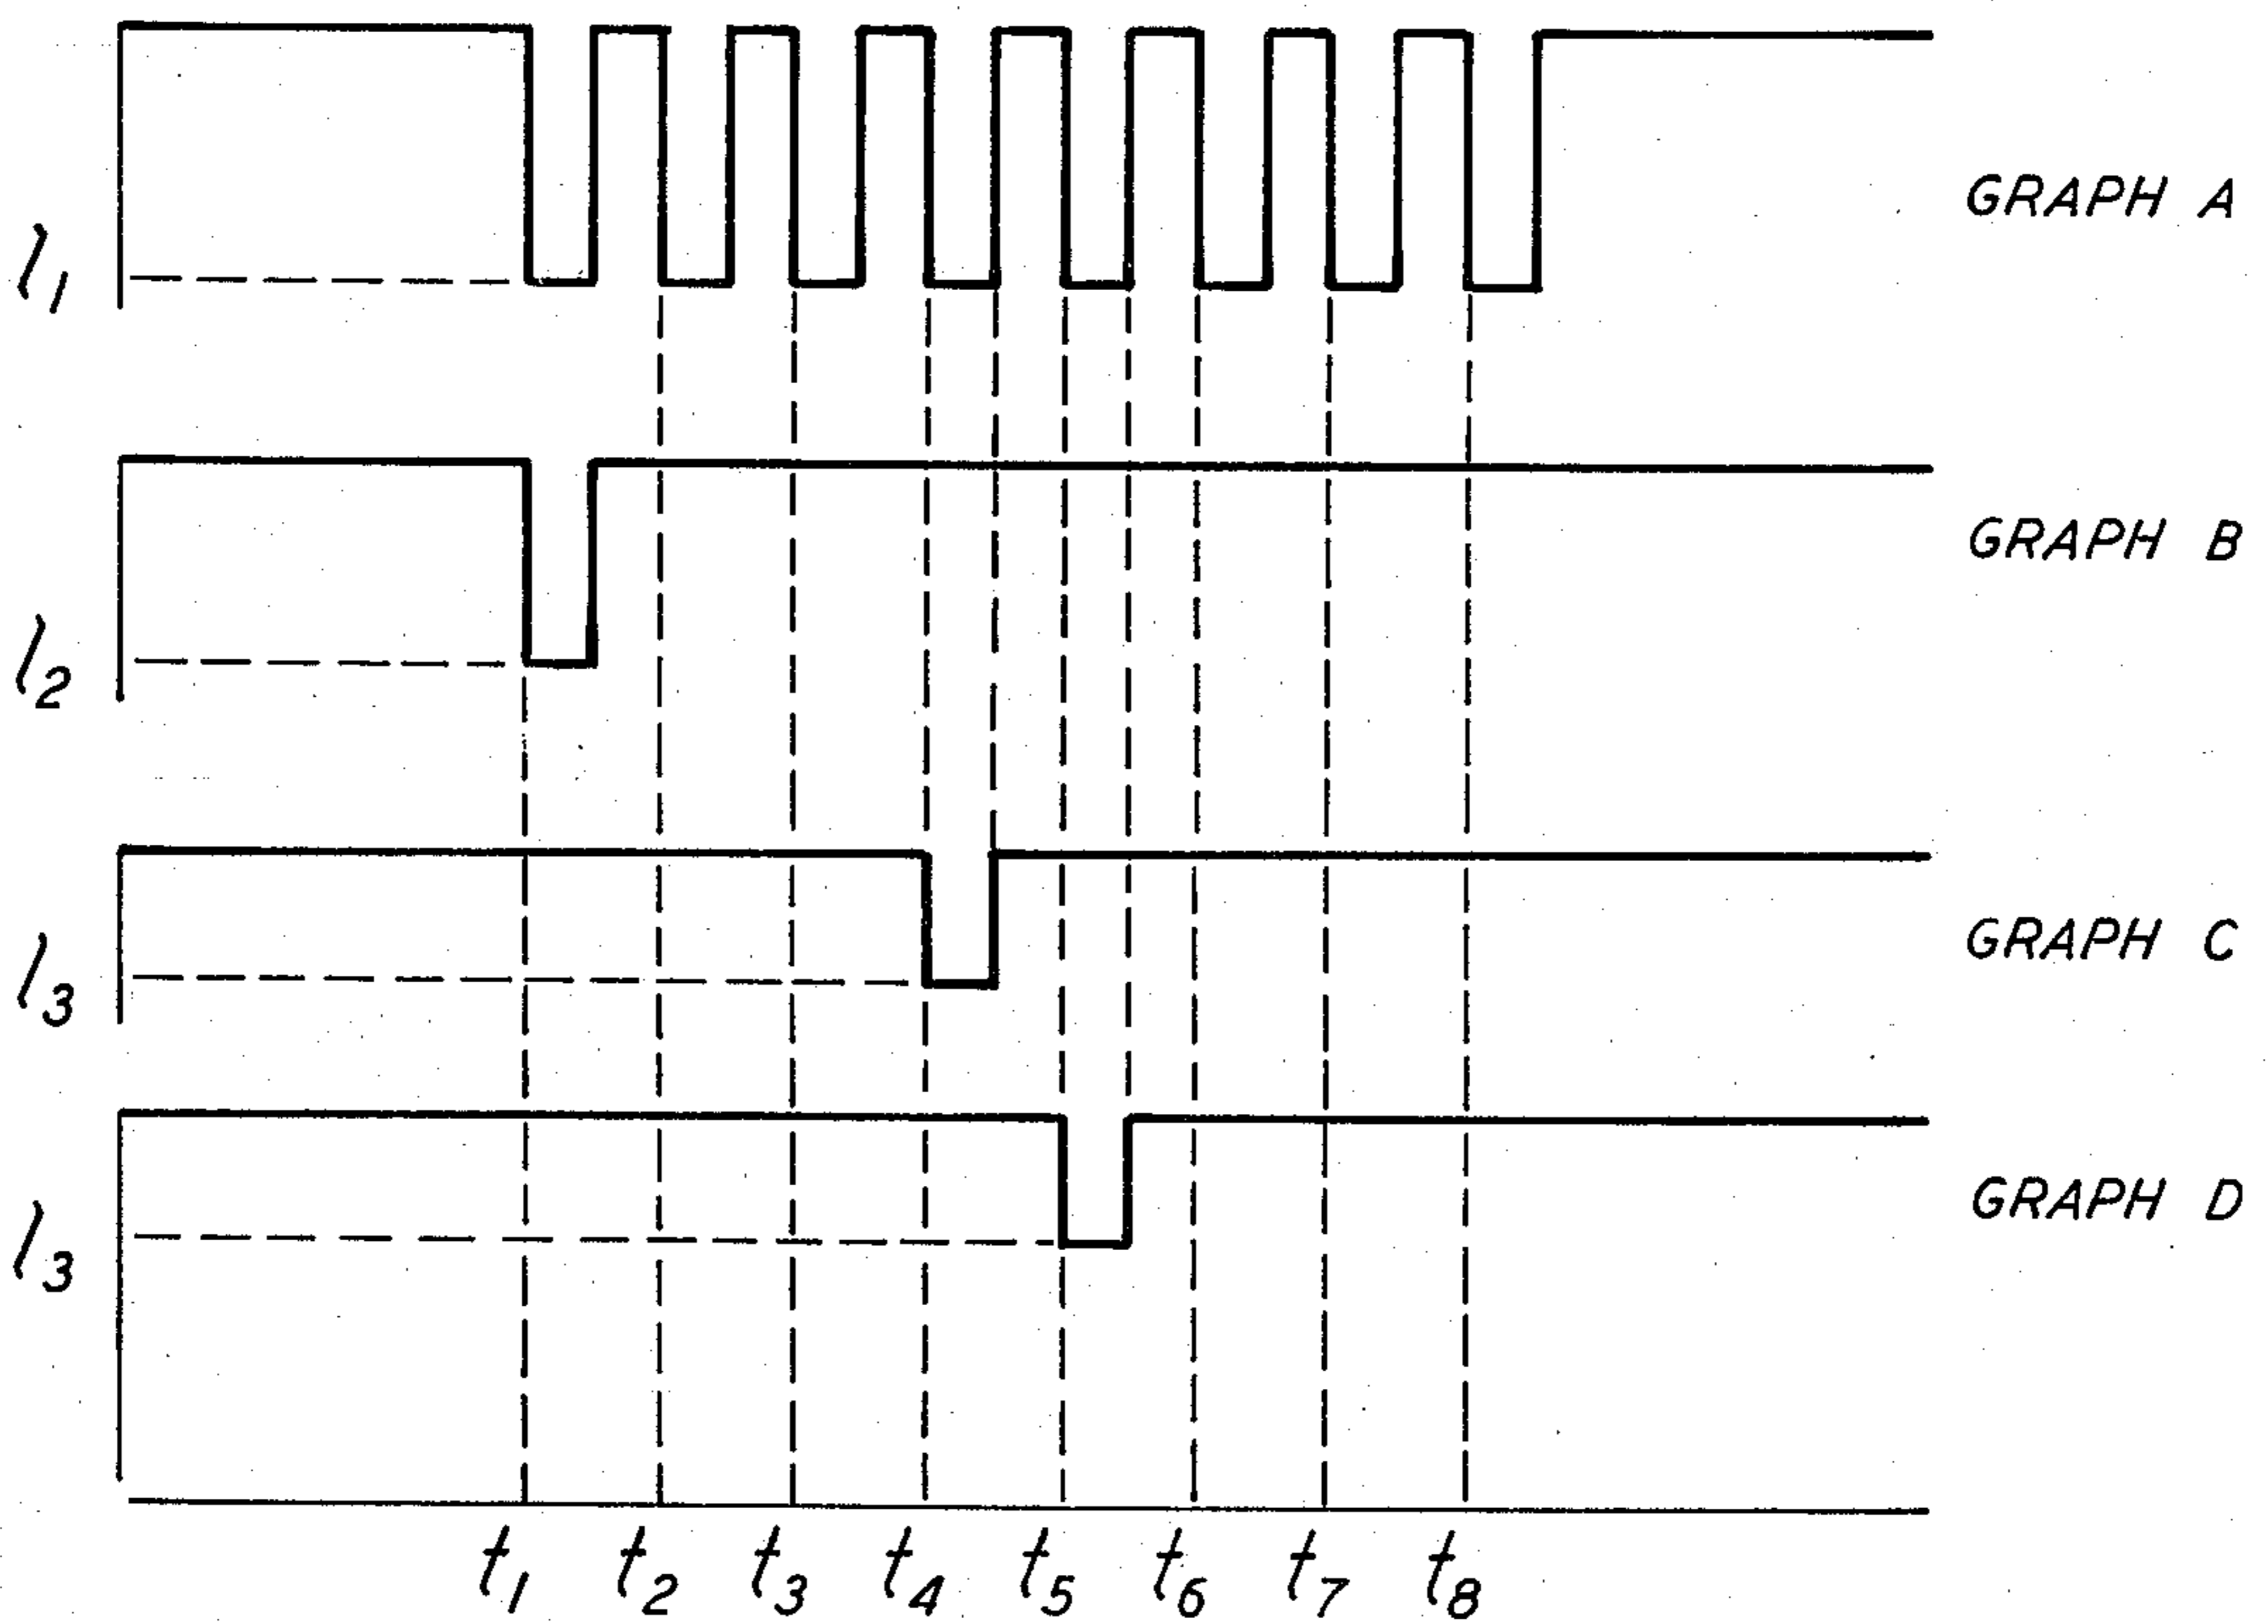 GRAPH A
l1
GRAPH B
l2
GRAPH C
l3
GRAPH D
l3
t1 t2 t3 t4 t5 t6 t7 t8